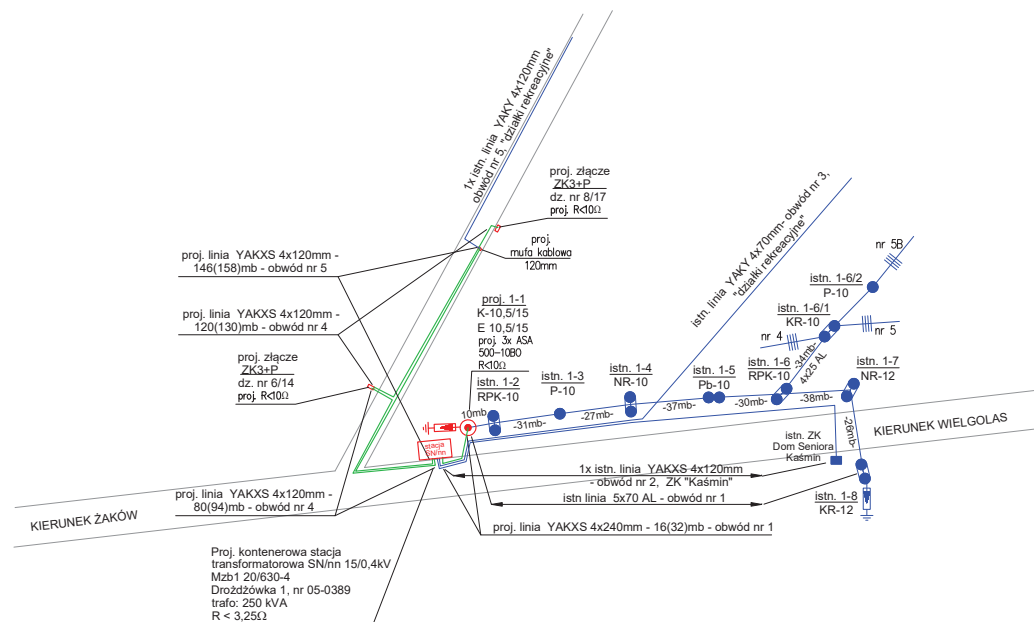 1x istn. linia YAKY 4x120mm
obwód nr 5, "działki rekreacyjne"
proj. złącze
ZK3+P
dz. nr 8/17
proj. R<10Ω
proj.
mufa kablowa
120mm
istn. linia YAKY 4x70mm- obwód nr 3,
"działki rekreacyjne"
proj. linia YAKXS 4x120mm -
146(158)mb - obwód nr 5
proj. linia YAKXS 4x120mm -
120(130)mb - obwód nr 4
proj. złącze
ZK3+P
dz. nr 6/14
proj. R<10Ω
proj. 1-1
K-10,5/15
E 10,5/15
proj. 3x ASA
500-10BO
R<10Ω
istn. 1-2
RPK-10
istn. 1-3
P-10
istn. 1-4
NR-10
istn. 1-5
Pb-10
istn. 1-6
RPK-10
istn. 1-6/1
KR-10
istn. 1-6/2
P-10
nr 5B
nr 5
nr 4
istn. 1-7
NR-12
10mb
-31mb-
-27mb-
-37mb-
-30mb-
-34mb-
4x25 AL
-38mb-
-26mb-
stacja
SN/nn
KIERUNEK WIELGOLAS
istn. ZK
Dom Seniora
Kaśmin
1x istn. linia YAKXS 4x120mm
- obwód nr 2, ZK "Kaśmin"
istn linia 5x70 AL - obwód nr 1
istn. 1-8
KR-12
proj. linia YAKXS 4x120mm -
80(94)mb - obwód nr 4
KIERUNEK ŻAKÓW
proj. linia YAKXS 4x240mm - 16(32)mb - obwód nr 1
Proj. kontenerowa stacja
transformatorowa SN/nn 15/0,4kV
Mzb1 20/630-4
Drożdżówka 1, nr 05-0389
trafo: 250 kVA
R < 3,25Ω